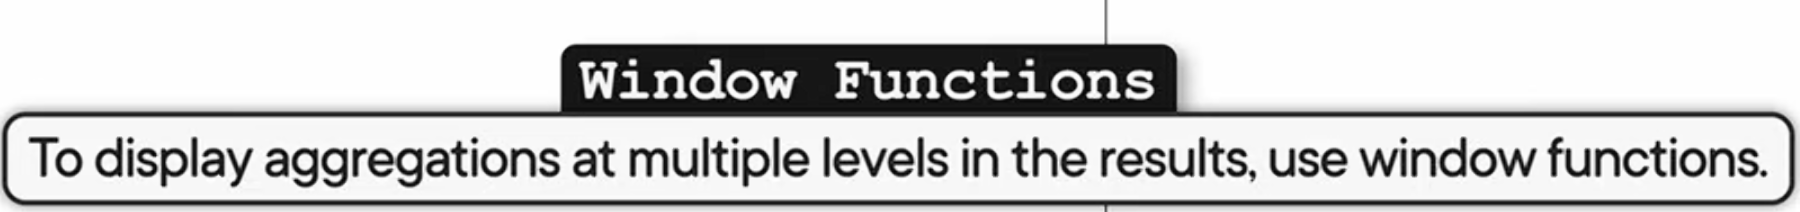 Window Functions
To display aggregations at multiple levels in the results, use window functions.